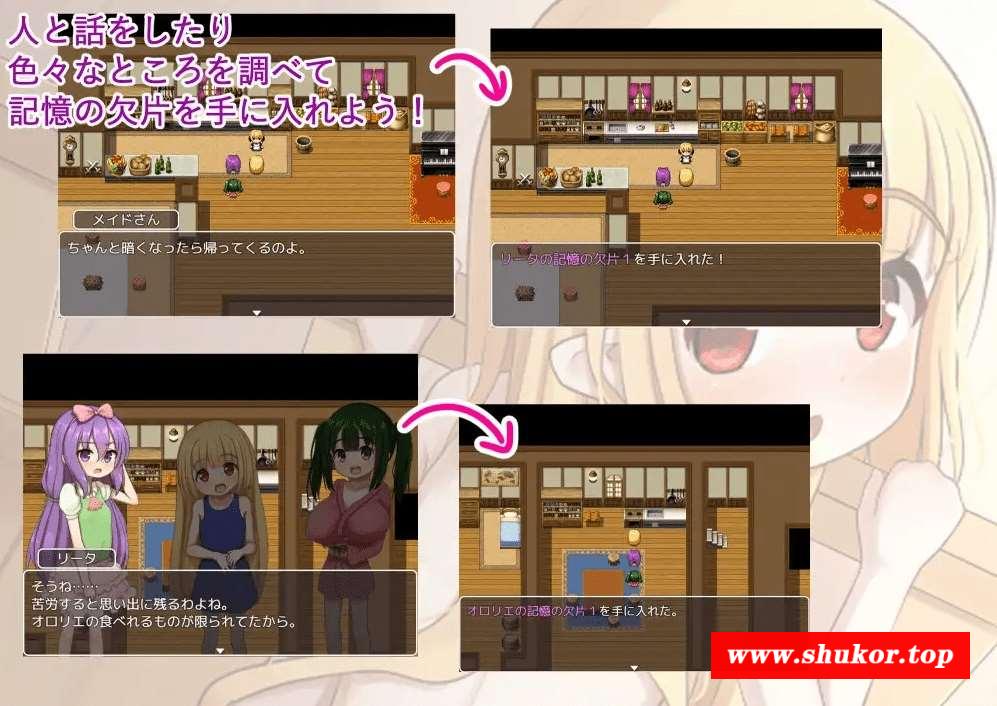 人と話をしたり
色々なところを調べて
記憶の欠片を手に入れよう！
メイドさん
ちゃんと暗くなったら帰ってくるのよ。
リータの記憶の欠片１を手に入れた！
リータ
そうね……
苦労すると思い出に残るわよね。
オロリエの食べれるものが限られてたから。
オロリエの記憶の欠片１を手に入れた。
www.shukor.top